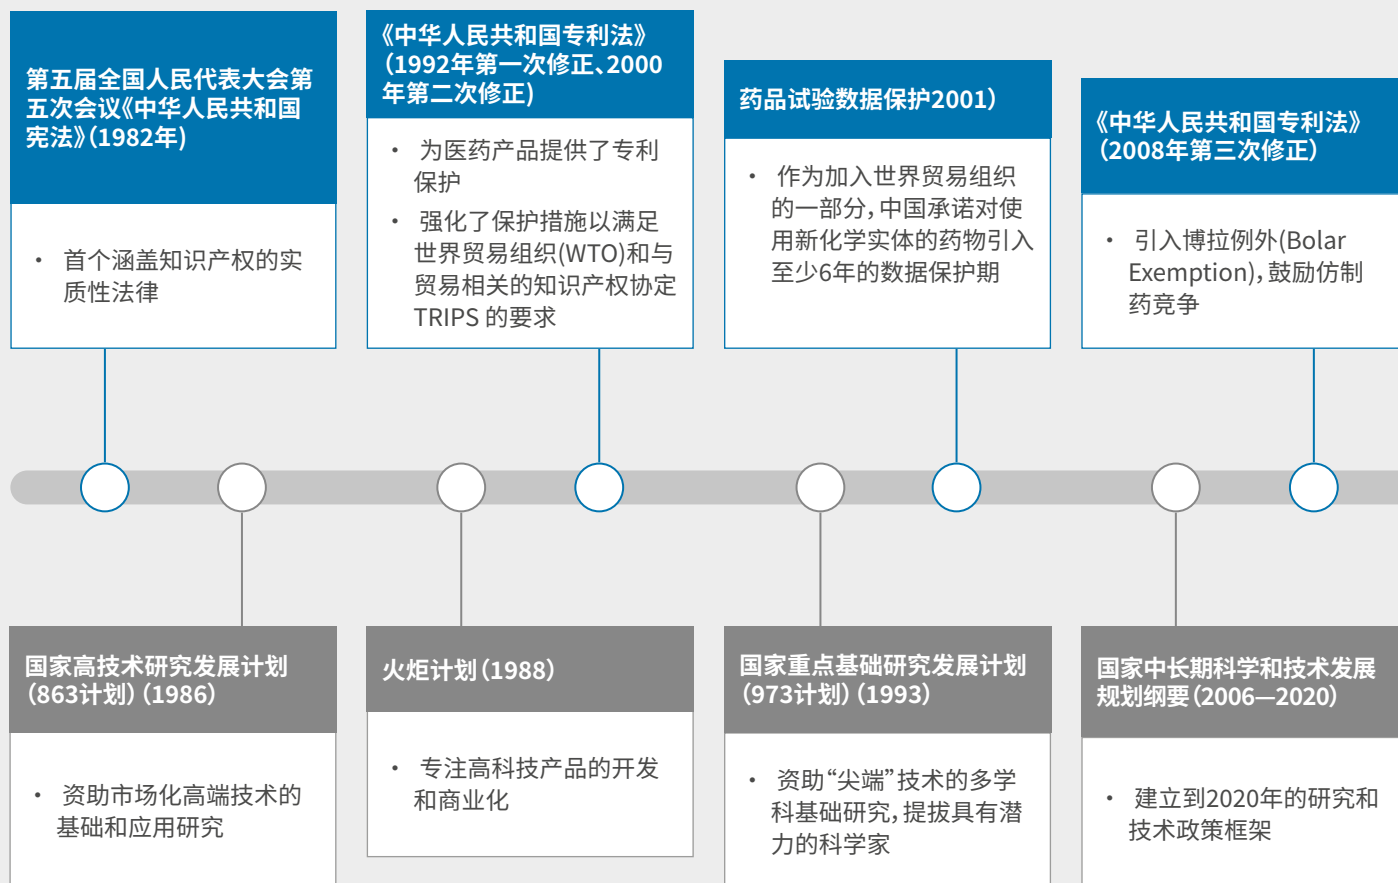 第五届全国人民代表大会第
五次会议《中华人民共和国
宪法》(1982年)
• 首个涵盖知识产权的实
质性法律
《中华人民共和国专利法》
(1992年第一次修正、2000
年第二次修正)
• 为医药产品提供了专利
保护
• 强化了保护措施以满足
世界贸易组织(WTO)和与
贸易相关的知识产权协定
TRIPS 的要求
药品试验数据保护2001）
• 作为加入世界贸易组织
的一部分，中国承诺对使
用新化学实体的药物引入
至少6年的数据保护期
《中华人民共和国专利法》
（2008年第三次修正）
• 引入博拉例外(Bolar
Exemption)，鼓励仿制
药竞争
国家高技术研究发展计划
（863计划）（1986）
• 资助市场化高端技术的
基础和应用研究
火炬计划（1988）
• 专注高科技产品的开发
和商业化
国家重点基础研究发展计划
（973计划）（1993）
• 资助“尖端”技术的多学
科基础研究，提拔具有潜
力的科学家
国家中长期科学和技术发展
规划纲要（2006—2020）
• 建立到2020年的研究和
技术政策框架